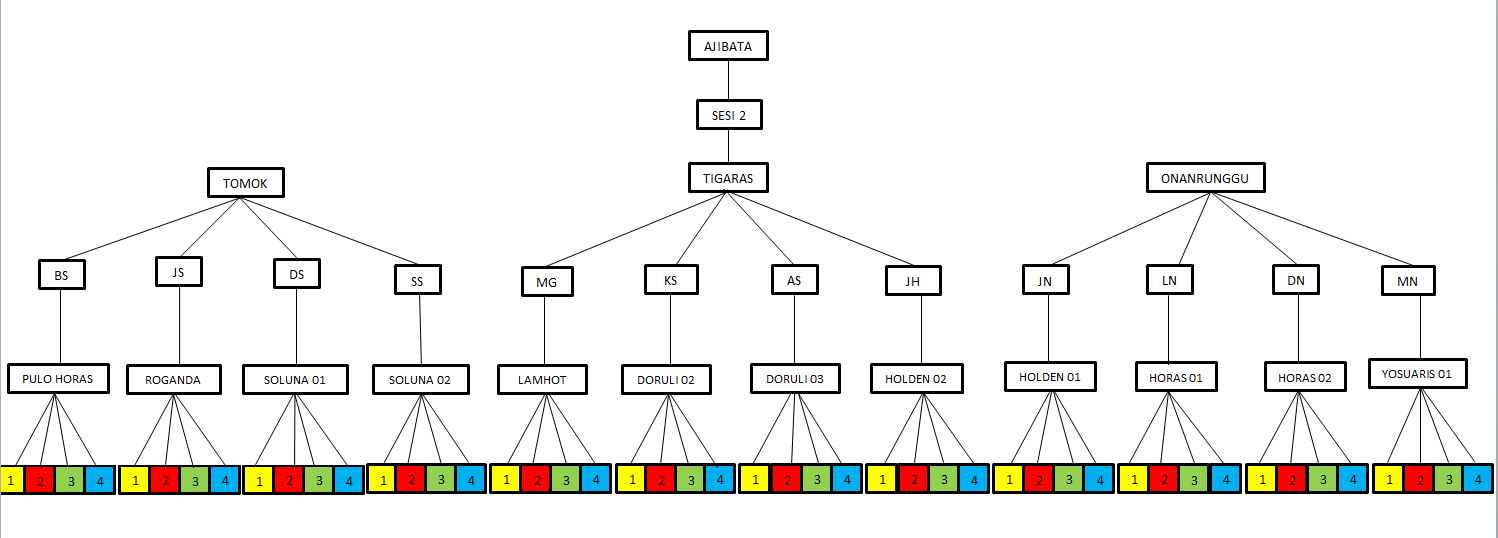 AJIBATA
SESI 2
TOMOK
TIGARAS
ONANRUNGGU
BS
JS
DS
SS
MG
KS
AS
JH
JN
LN
DN
MN
PULO HORAS
ROGANDA
SOLUNA 01
SOLUNA 02
LAMHOT
DORULI 02
DORULI 03
HOLDEN 02
HOLDEN 01
HORAS 01
HORAS 02
YOSUARIS 01
1 2 3 4
1 2 3 4
1 2 3 4
1 2 3 4
1 2 3 4
1 2 3 4
1 2 3 4
1 2 3 4
1 2 3 4
1 2 3 4
1 2 3 4
1 2 3 4